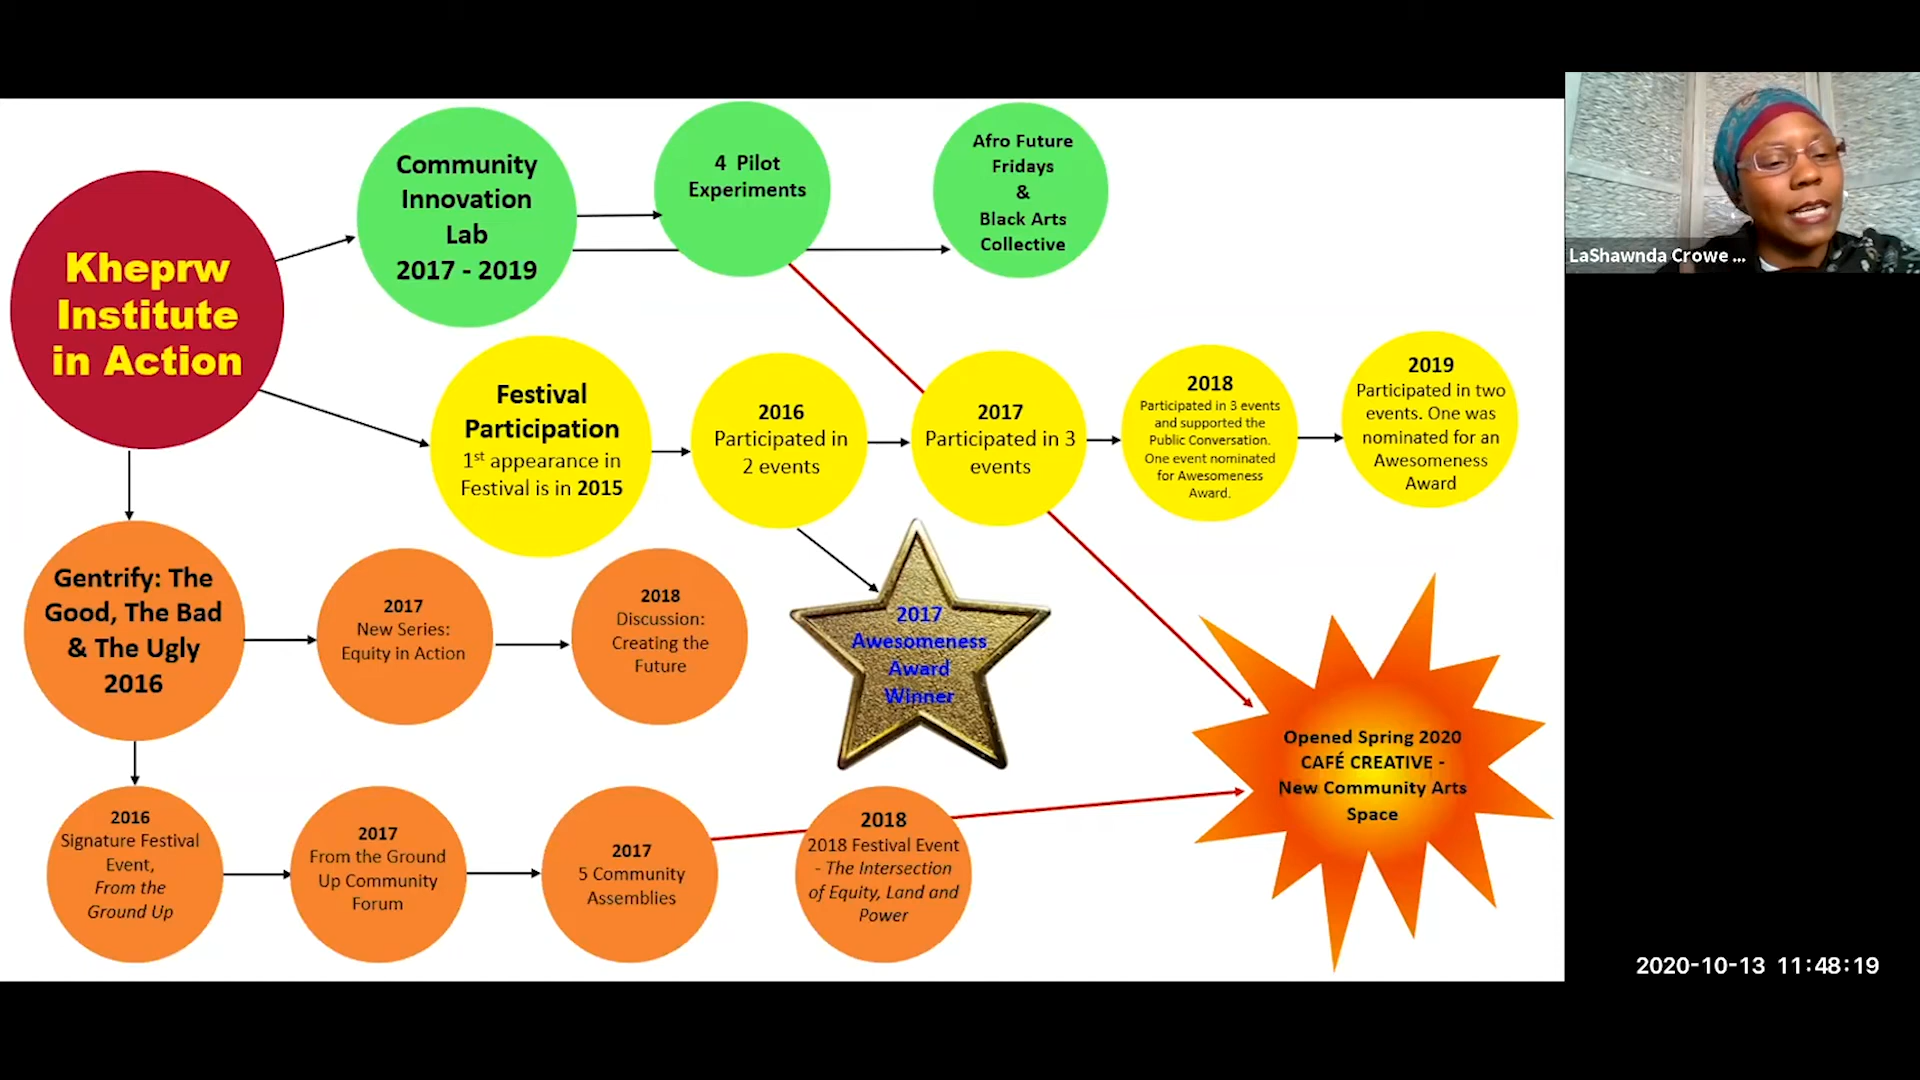 Kheprw
Institute
in Action
Community
Innovation
Lab
2017 - 2019
4 Pilot
Experiments
Afro Future
Fridays
&
Black Arts
Collective
LaShawnda Crowe ...
Festival
Participation
1st appearance in
Festival is in 2015
2016
Participated in
2 events
2017
Participated in 3
events
2018
Participated in 3 events
and supported the
Public Conversation.
One event nominated
for Awesomeness
Award.
2019
Participated in two
events. One was
nominated for an
Awesomeness
Award
Gentrify: The
Good, The Bad
& The Ugly
2016
2017
New Series:
Equity in Action
2018
Discussion:
Creating the
Future
2017
Awesomeness
Award
Winner
Opened Spring 2020
CAFÉ CREATIVE -
New Community Arts
Space
2016
Signature Festival
Event,
From the
Ground Up
2017
From the Ground
Up Community
Forum
2017
5 Community
Assemblies
2018
2018 Festival Event
- The Intersection
of Equity, Land and
Power
2020-10-13 11:48:19